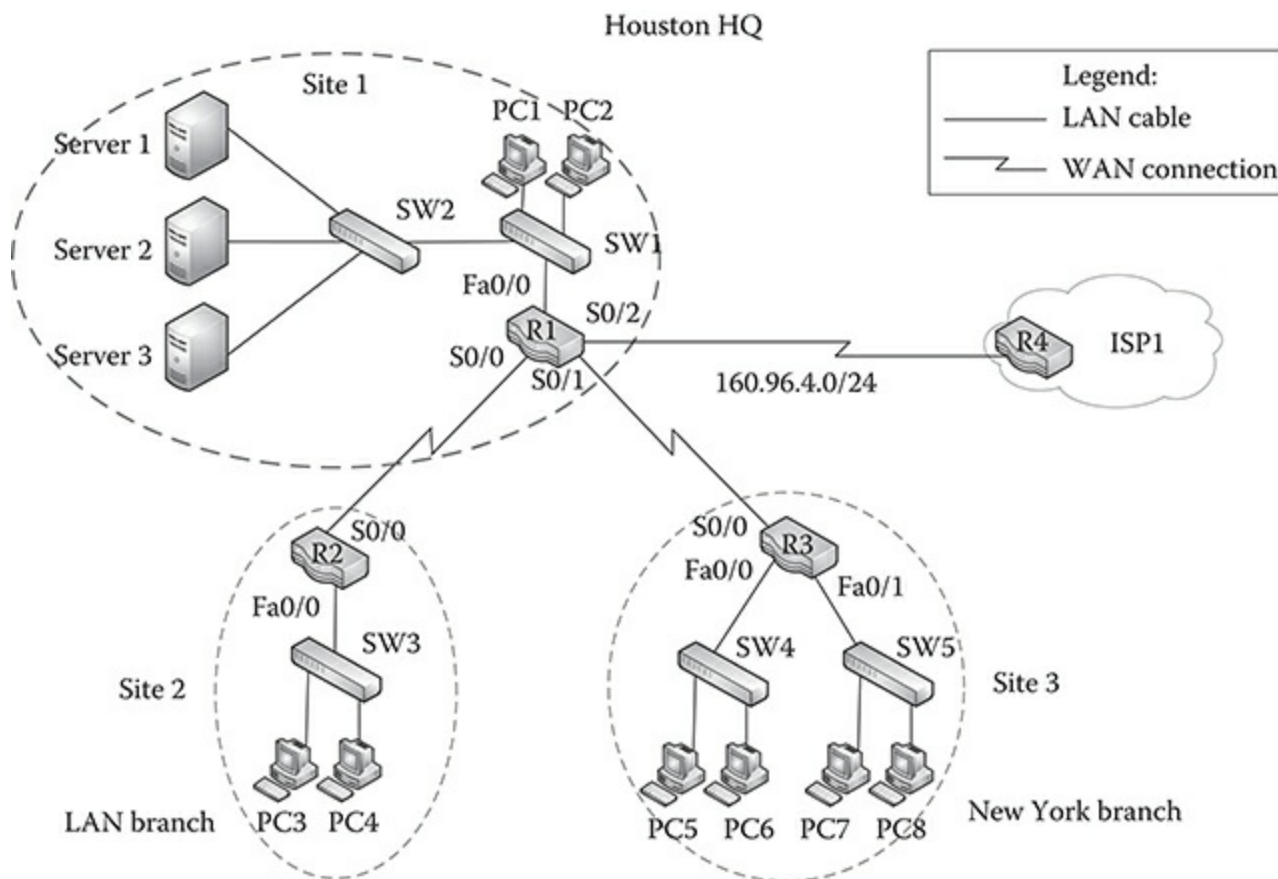 Houston HQ
Site 1
Legend:
LAN cable
WAN connection
PC1
PC2
Server 1
Server 2
Server 3
SW2
SW1
Fa0/0
R1
S0/2
S0/0
S0/1
160.96.4.0/24
R4
ISP1
S0/0
R2
Fa0/0
SW3
Site 2
PC3
PC4
LAN branch
S0/0
R3
Fa0/0
Fa0/1
SW4
SW5
Site 3
PC5
PC6
PC7
PC8
New York branch